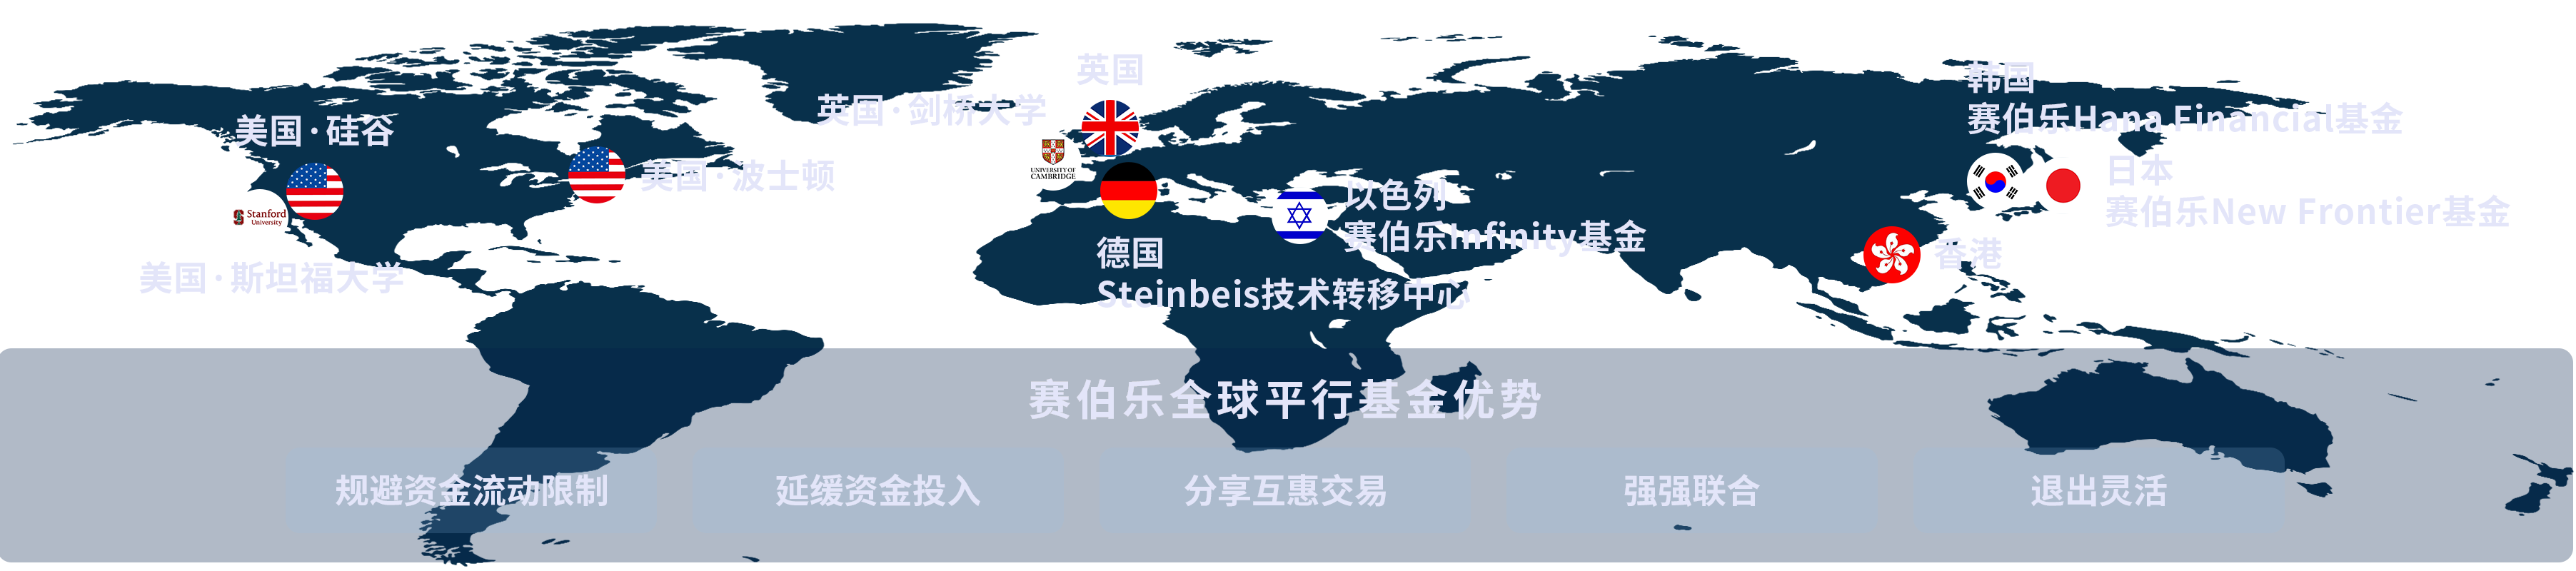 英国
英国·剑桥大学
韩国
赛伯乐Hana Financial基金
美国·硅谷
美国·波士顿
UNIVERSITY OF
CAMBRIDGE
日本
赛伯乐New Frontier基金
Stanford
University
以色列
赛伯乐Infinity基金
德国
Steinbeis技术转移中心
香港
美国·斯坦福大学
赛伯乐全球平行基金优势
规避资金流动限制
延缓资金投入
分享互惠交易
强强联合
退出灵活